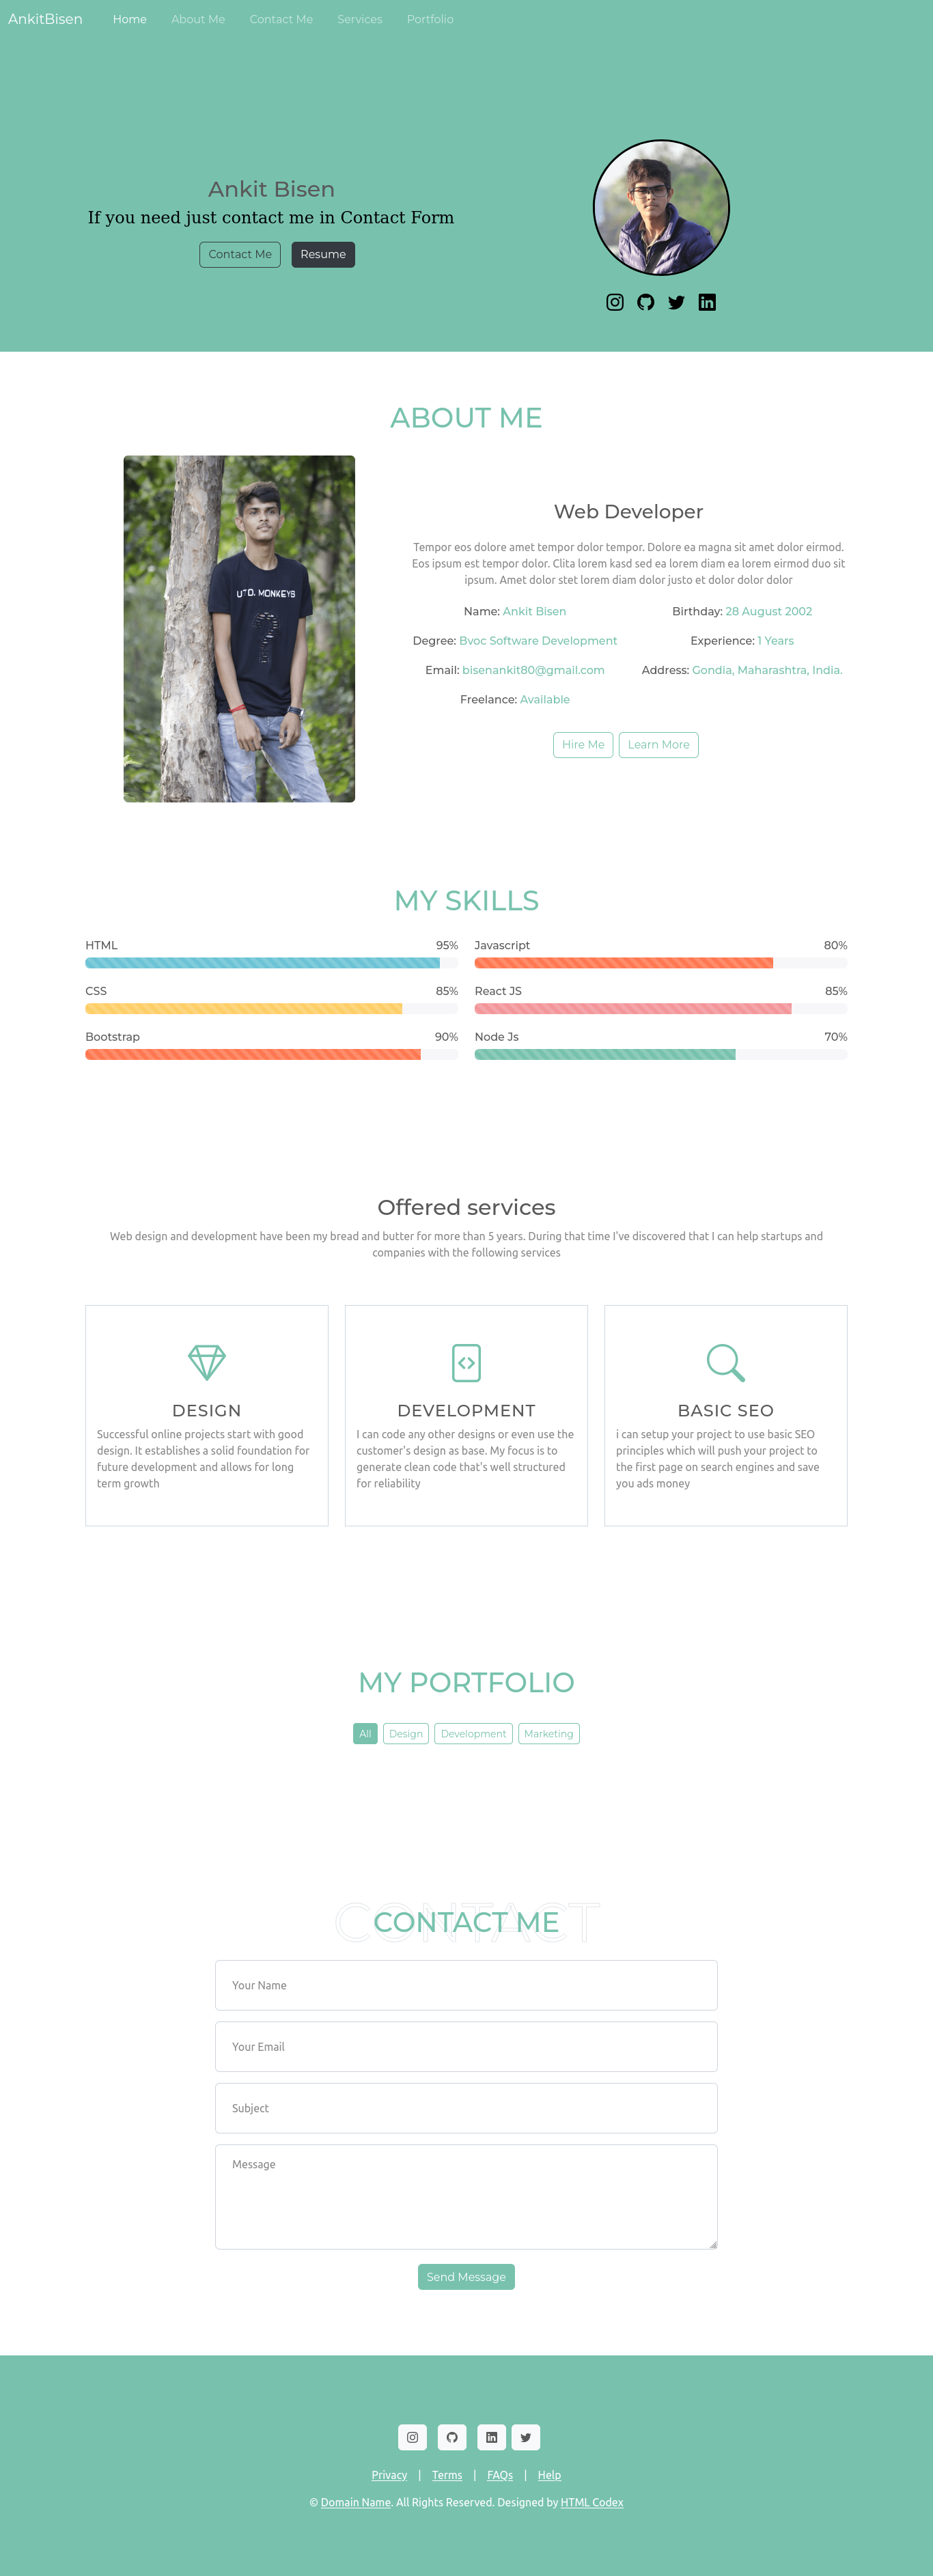 AnkitBisen Home About Me Contact Me Services Portfolio
Ankit Bisen
If you need just contact me in Contact Form
Contact Me Resume
ABOUT ME
U+D. MONKEYS
Web Developer
Tempor eos dolore amet tempor dolor tempor. Dolore ea magna sit amet dolor eirmod.
Eos ipsum est tempor dolor. Clita lorem kasd sed ea lorem diam ea lorem eirmod duo sit
ipsum. Amet dolor stet lorem diam dolor justo et dolor dolor dolor
Name: Ankit Bisen Birthday: 28 August 2002
Degree: Bvoc Software Development Experience: 1 Years
Email: bisenankit80@gmail.com Address: Gondia, Maharashtra, India.
Freelance: Available
Hire Me Learn More
MY SKILLS
HTML 95% Javascript 80%
CSS 85% React JS 85%
Bootstrap 90% Node Js 70%
Offered services
Web design and development have been my bread and butter for more than 5 years. During that time I've discovered that I can help startups and
companies with the following services
DESIGN
Successful online projects start with good
design. It establishes a solid foundation for
future development and allows for long
term growth
DEVELOPMENT
I can code any other designs or even use the
customer's design as base. My focus is to
generate clean code that's well structured
for reliability
BASIC SEO
i can setup your project to use basic SEO
principles which will push your project to
the first page on search engines and save
you ads money
MY PORTFOLIO
All Design Development Marketing
CONTACT
CONTACT ME
Your Name
Your Email
Subject
Message
Send Message
Privacy | Terms | FAQs | Help
© Domain Name. All Rights Reserved. Designed by HTML Codex